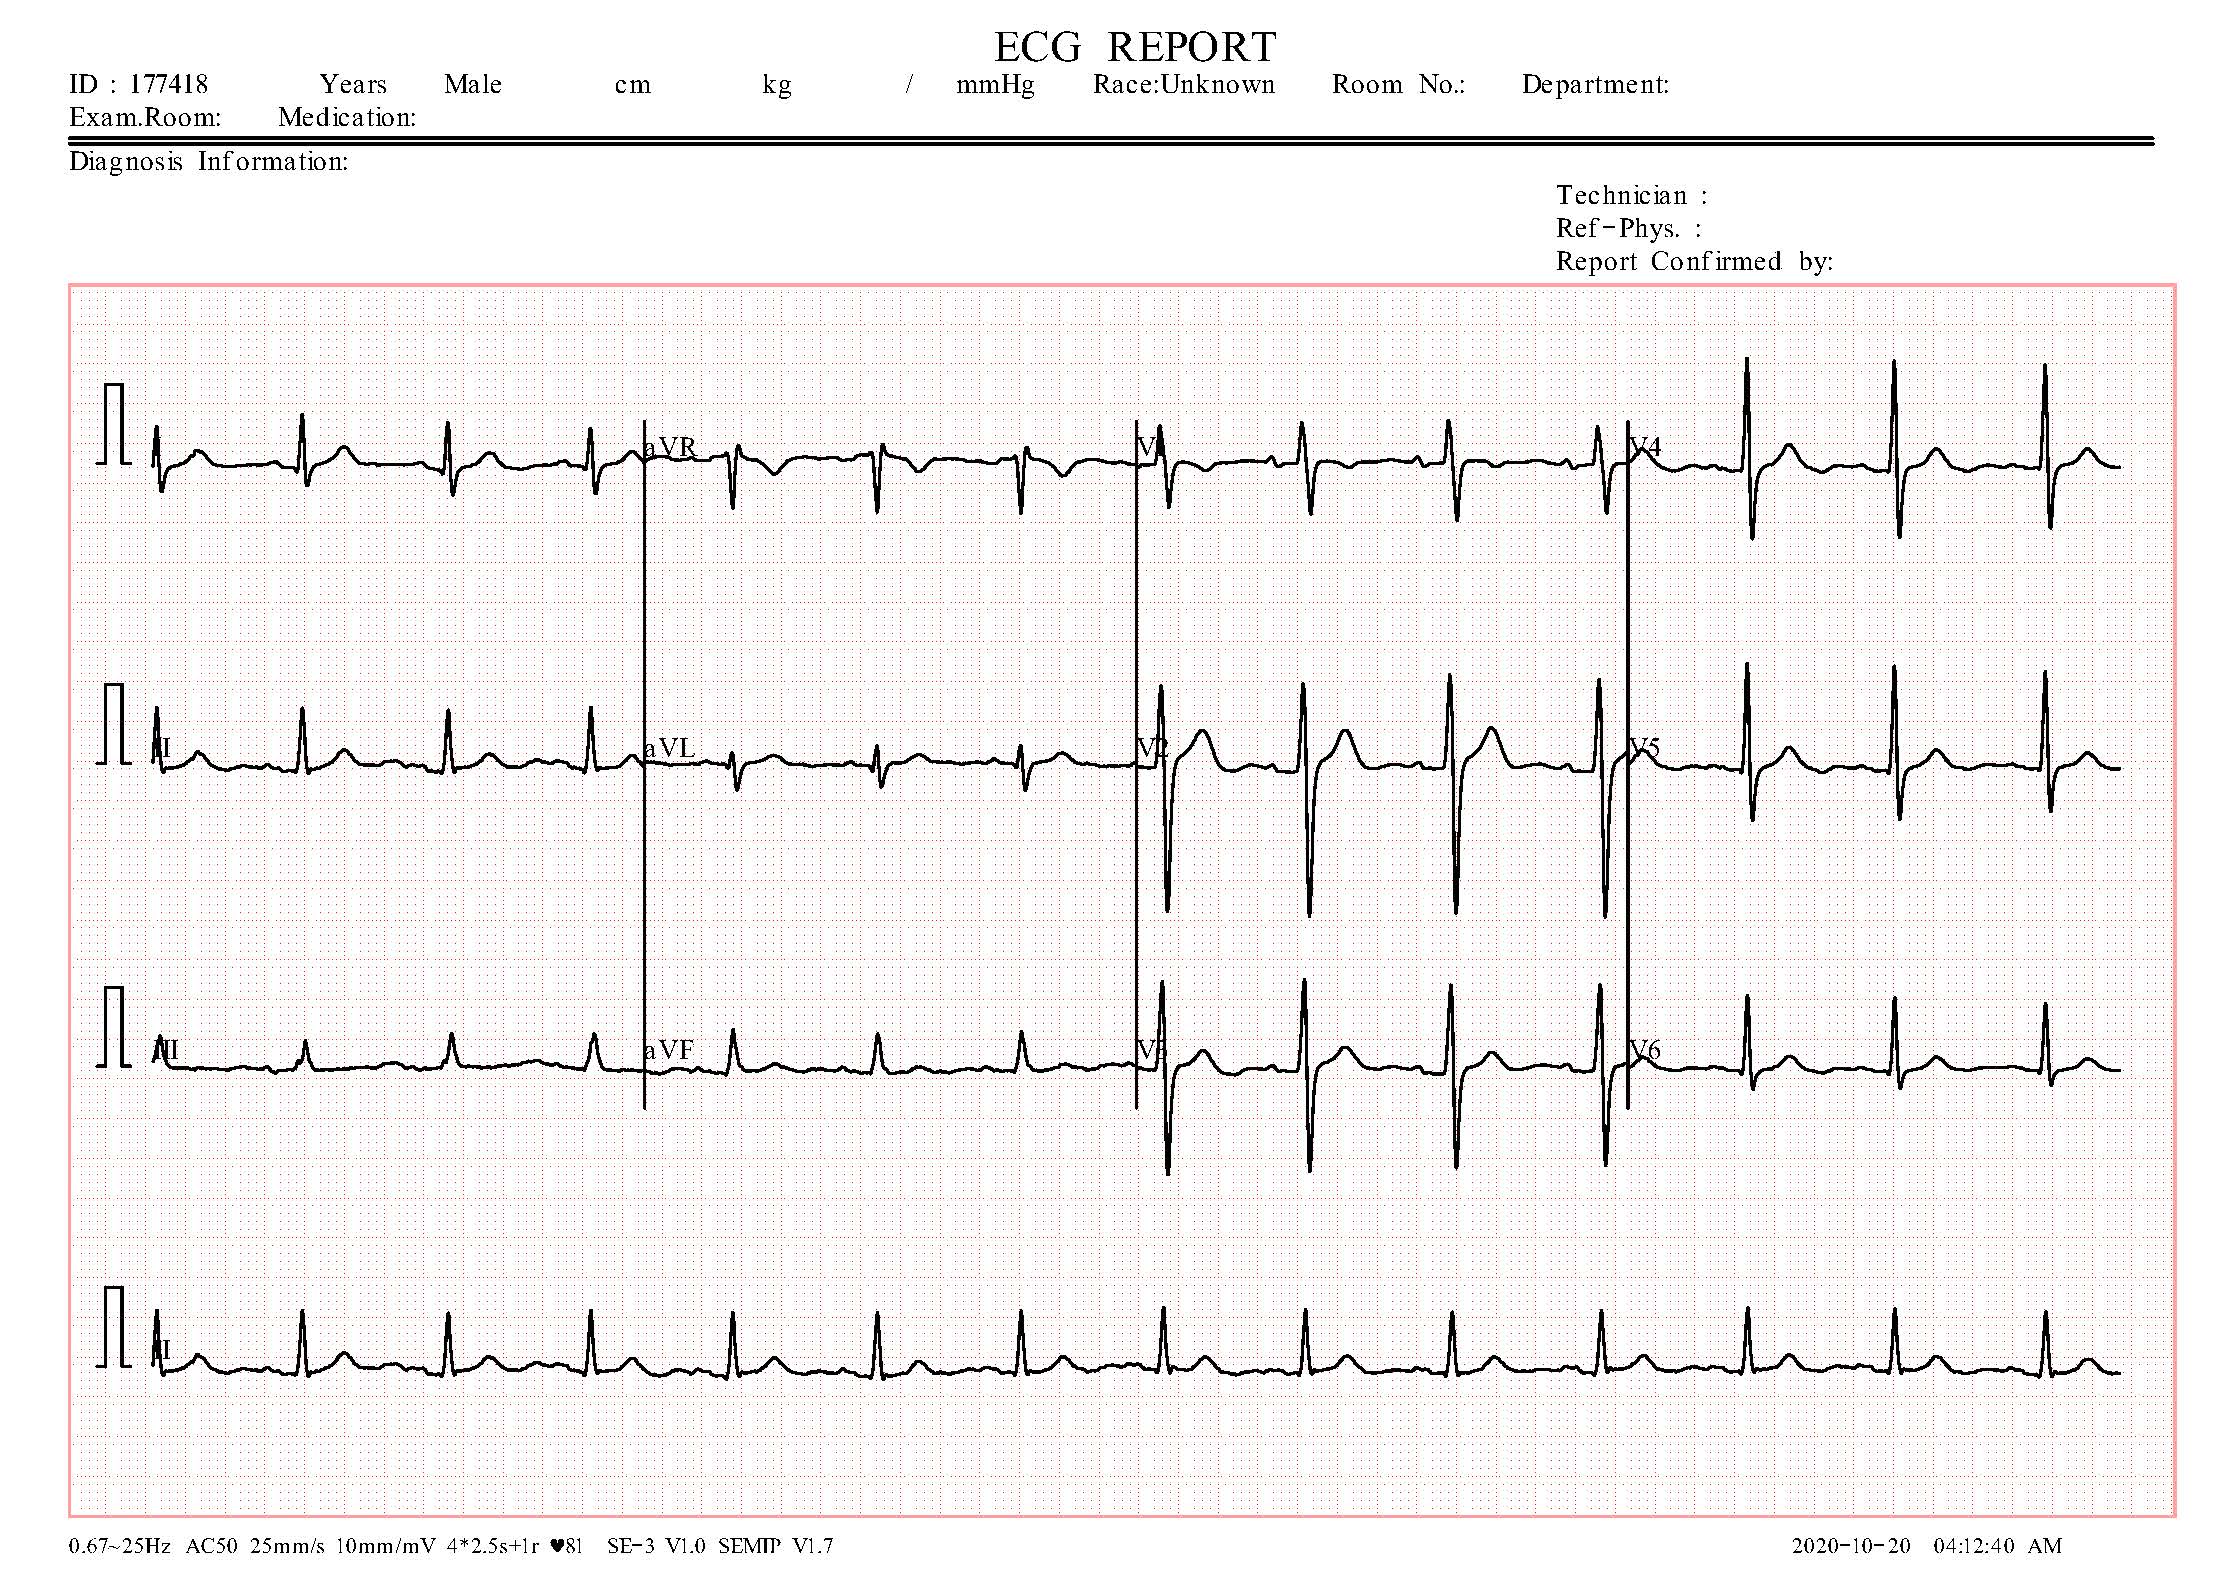 ECG REPORT
ID : 177418 Years Male cm kg / mmHg Race:Unknown Room No.: Department:
Exam.Room: Medication:
Diagnosis Information:
Technician :
Ref-Phys. :
Report Confirmed by:
aVR V1 V4
II aVL V2 V5
III aVF V3 V6
II
0.67~25Hz AC50 25mm/s 10mm/mV 4*2.5s+1r ♥81 SE-3 V1.0 SEMIP V1.7 2020-10-20 04:12:40 AM